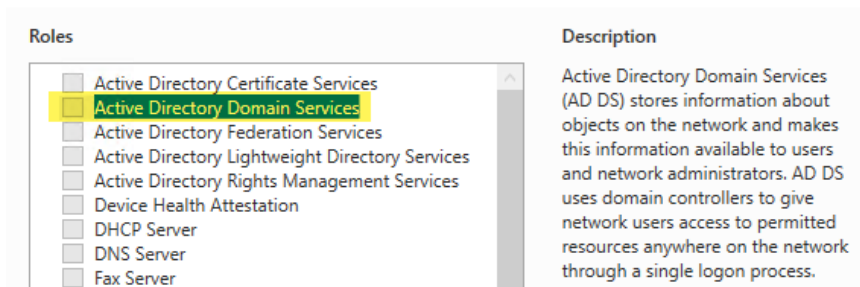 Roles
Active Directory Certificate Services
Active Directory Domain Services
Active Directory Federation Services
Active Directory Lightweight Directory Services
Active Directory Rights Management Services
Device Health Attestation
DHCP Server
DNS Server
Fax Server
Description
Active Directory Domain Services
(AD DS) stores information about
objects on the network and makes
this information available to users
and network administrators. AD DS
uses domain controllers to give
network users access to permitted
resources anywhere on the network
through a single logon process.